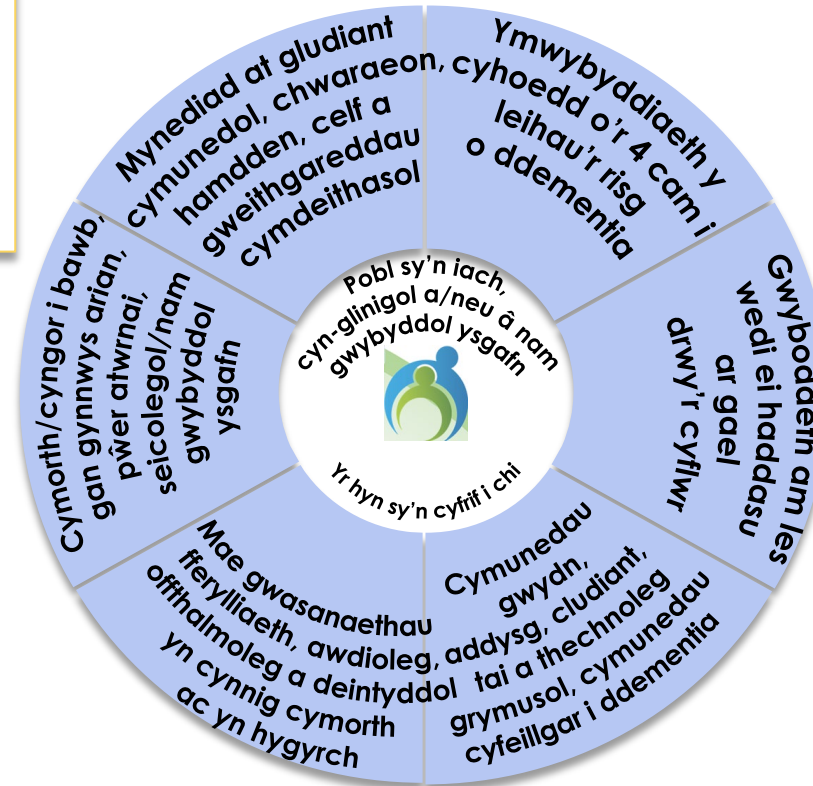 Mynediad at gludiant
cymunedol, chwaraeon,
hamdden, celf a
gweithgareddau
cymdeithasol
Ymwybyddiaeth y
cyhoedd o'r 4 cam i
leihau'r risg
o ddementia
Gwyboddeth am les
wedi ei haddasu
ar gael
drwy'r cyflwr
Cymunedau
gwydn,
addysg, cludiant,
tai a thechnoleg
grymusol, cymunedau
cyfeillgar i ddementia
Mae gwasanaethau
fferylliaeth, awdioleg,
offthalmoleg a deintyddol
yn cynnig cymorth
ac yn hygyrch
Cymorth/cyngor i bawb,
gan gynnwys arian,
pŵer atwrnai,
seicolegol/nam
gwybyddol
ysgafn
Pobl sy'n iach,
cyn-glinigol a/neu â nam
gwybyddol ysgafn
Yr hyn sy'n cyfrif i chi